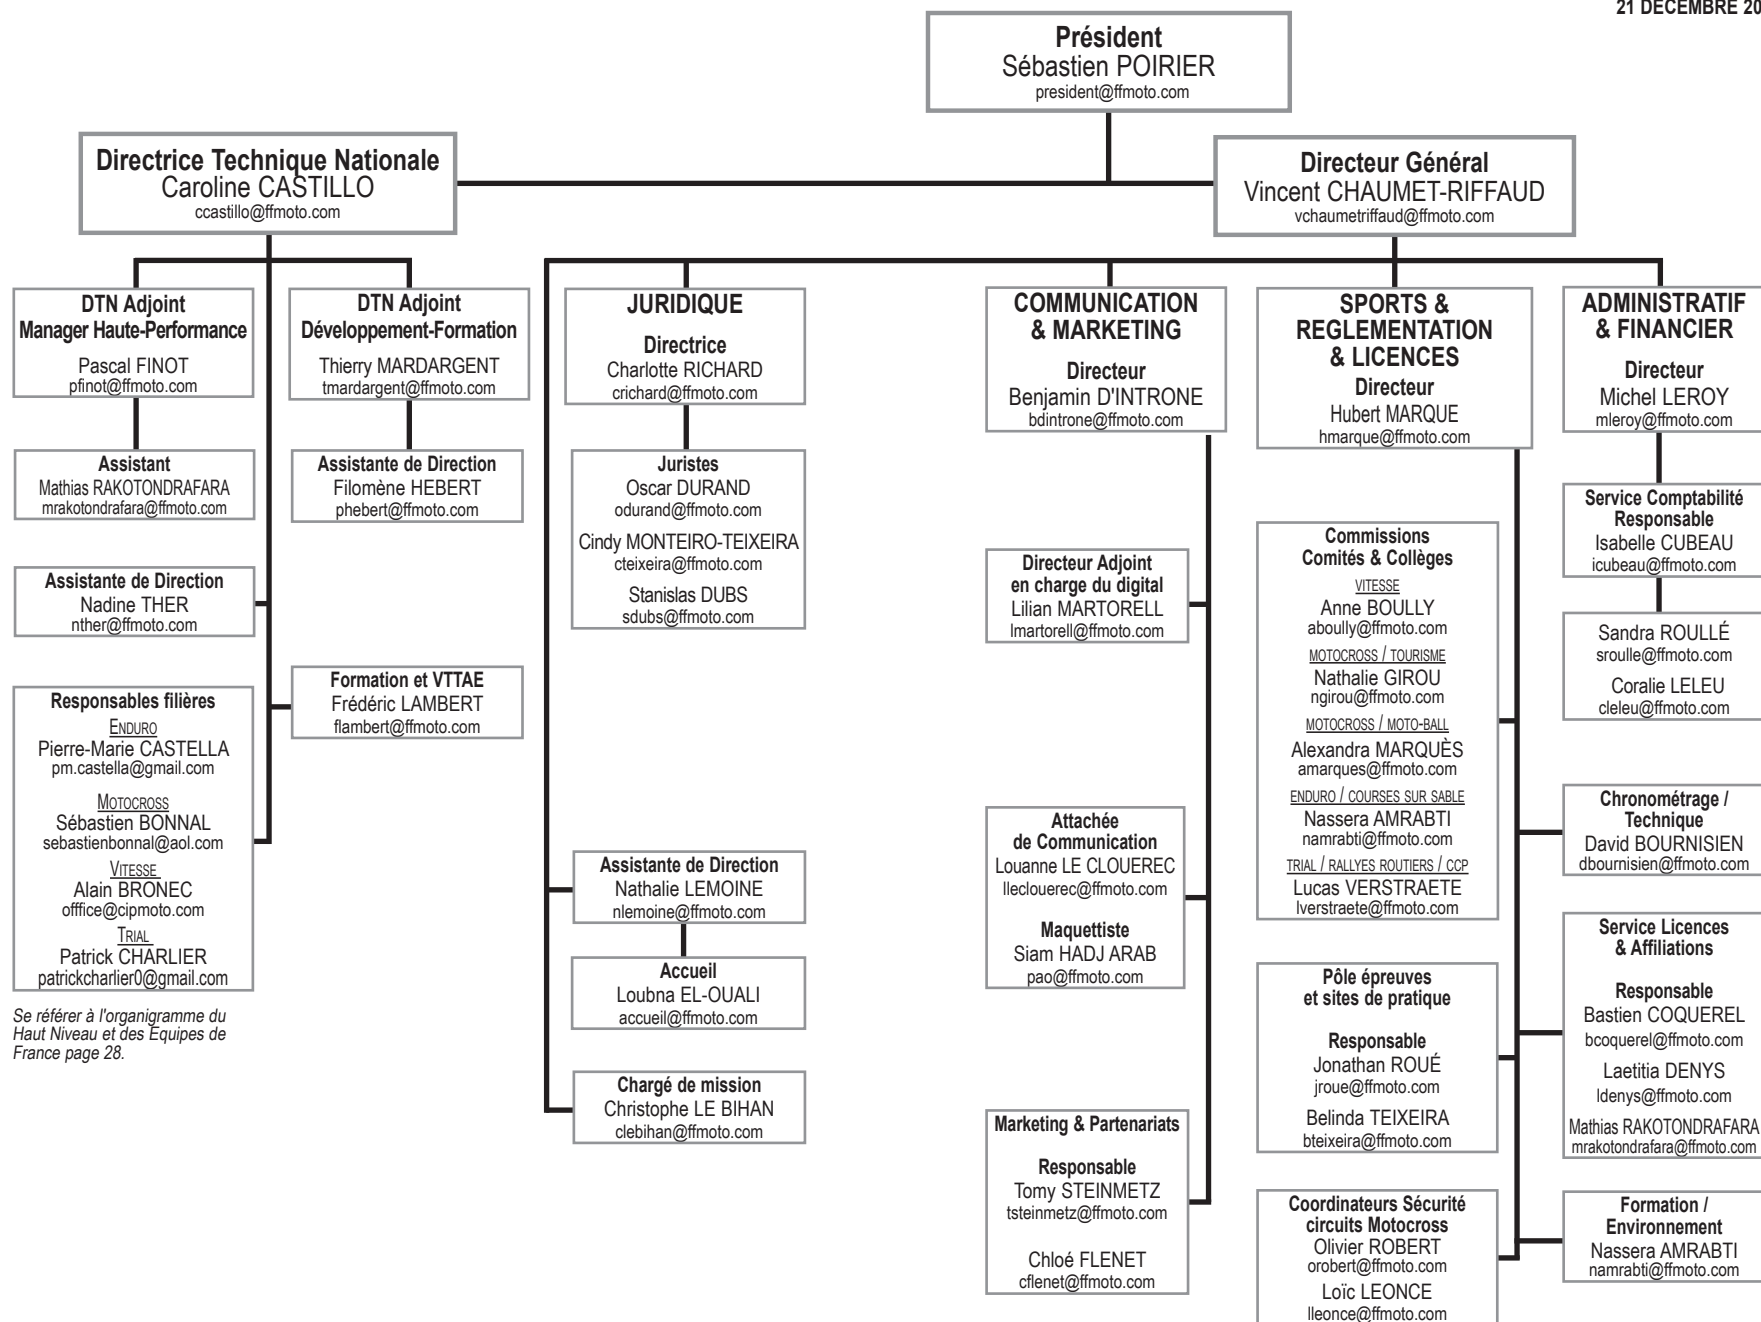 21 DÉCEMBRE 20
Président
Sébastien POIRIER
president@ffmoto.com
Directrice Technique Nationale
Caroline CASTILLO
ccastillo@ffmoto.com
Directeur Général
Vincent CHAUMET-RIFFAUD
vchaumetriffaud@ffmoto.com
DTN Adjoint
Manager Haute-Performance
Pascal FINOT
pfinot@ffmoto.com
Assistant
Mathias RAKOTONDRAFARA
mrakotondrafara@ffmoto.com
Assistante de Direction
Nadine THER
nther@ffmoto.com
Responsables filières
ENDURO
Pierre-Marie CASTELLA
pm.castella@gmail.com
MOTOCROSS
Sébastien BONNAL
sebastienbonnal@aol.com
VITESSE
Alain BRONEC
offfice@cipmoto.com
TRIAL
Patrick CHARLIER
patrickcharlier0@gmail.com
Se référer à l'organigramme du
Haut Niveau et des Equipes de
France page 28.
DTN Adjoint
Développement-Formation
Thierry MARDARGENT
tmardargent@ffmoto.com
Assistante de Direction
Filomène HEBERT
phebert@ffmoto.com
Formation et VTTAE
Frédéric LAMBERT
flambert@ffmoto.com
JURIDIQUE
Directrice
Charlotte RICHARD
crichard@ffmoto.com
Juristes
Oscar DURAND
odurand@ffmoto.com
Cindy MONTEIRO-TEIXEIRA
cteixeira@ffmoto.com
Stanislas DUBS
sdubs@ffmoto.com
Assistante de Direction
Nathalie LEMOINE
nlemoine@ffmoto.com
Accueil
Loubna EL-OUALI
accueil@ffmoto.com
Chargé de mission
Christophe LE BIHAN
clebihan@ffmoto.com
COMMUNICATION
& MARKETING
Directeur
Benjamin D'INTRONE
bdintrone@ffmoto.com
Directeur Adjoint
en charge du digital
Lilian MARTORELL
lmartorell@ffmoto.com
Attachée
de Communication
Louanne LE CLOUEREC
lleclouerec@ffmoto.com
Maquettiste
Siam HADJ ARAB
pao@ffmoto.com
Marketing & Partenariats
Responsable
Tomy STEINMETZ
tsteinmetz@ffmoto.com
Chloé FLENET
cflenet@ffmoto.com
SPORTS &
REGLEMENTATION
& LICENCES
Directeur
Hubert MARQUE
hmarque@ffmoto.com
Commissions
Comités & Collèges
VITESSE
Anne BOULLY
aboully@ffmoto.com
MOTOCROSS / TOURISME
Nathalie GIROU
ngirou@ffmoto.com
MOTOCROSS / MOTO-BALL
Alexandra MARQUÈS
amarques@ffmoto.com
ENDURO / COURSES SUR SABLE
Nassera AMRABTI
namrabti@ffmoto.com
TRIAL / RALLYES ROUTIERS / CCP
Lucas VERSTRAETE
lverstraete@ffmoto.com
Pôle épreuves
et sites de pratique
Responsable
Jonathan ROUÉ
jroue@ffmoto.com
Belinda TEIXEIRA
bteixeira@ffmoto.com
Coordinateurs Sécurité
circuits Motocross
Olivier ROBERT
orobert@ffmoto.com
Loïc LEONCE
lleonce@ffmoto.com
ADMINISTRATIF
& FINANCIER
Directeur
Michel LEROY
mleroy@ffmoto.com
Service Comptabilité
Responsable
Isabelle CUBEAU
icubeau@ffmoto.com
Sandra ROULLÉ
sroulle@ffmoto.com
Coralie LELEU
cleleu@ffmoto.com
Chronométrage /
Technique
David BOURNISIEN
dbournisien@ffmoto.com
Service Licences
& Affiliations
Responsable
Bastien COQUEREL
bcoquerel@ffmoto.com
Laetitia DENYS
ldenys@ffmoto.com
Mathias RAKOTONDRAFARA
mrakotondrafara@ffmoto.com
Formation /
Environnement
Nassera AMRABTI
namrabti@ffmoto.com